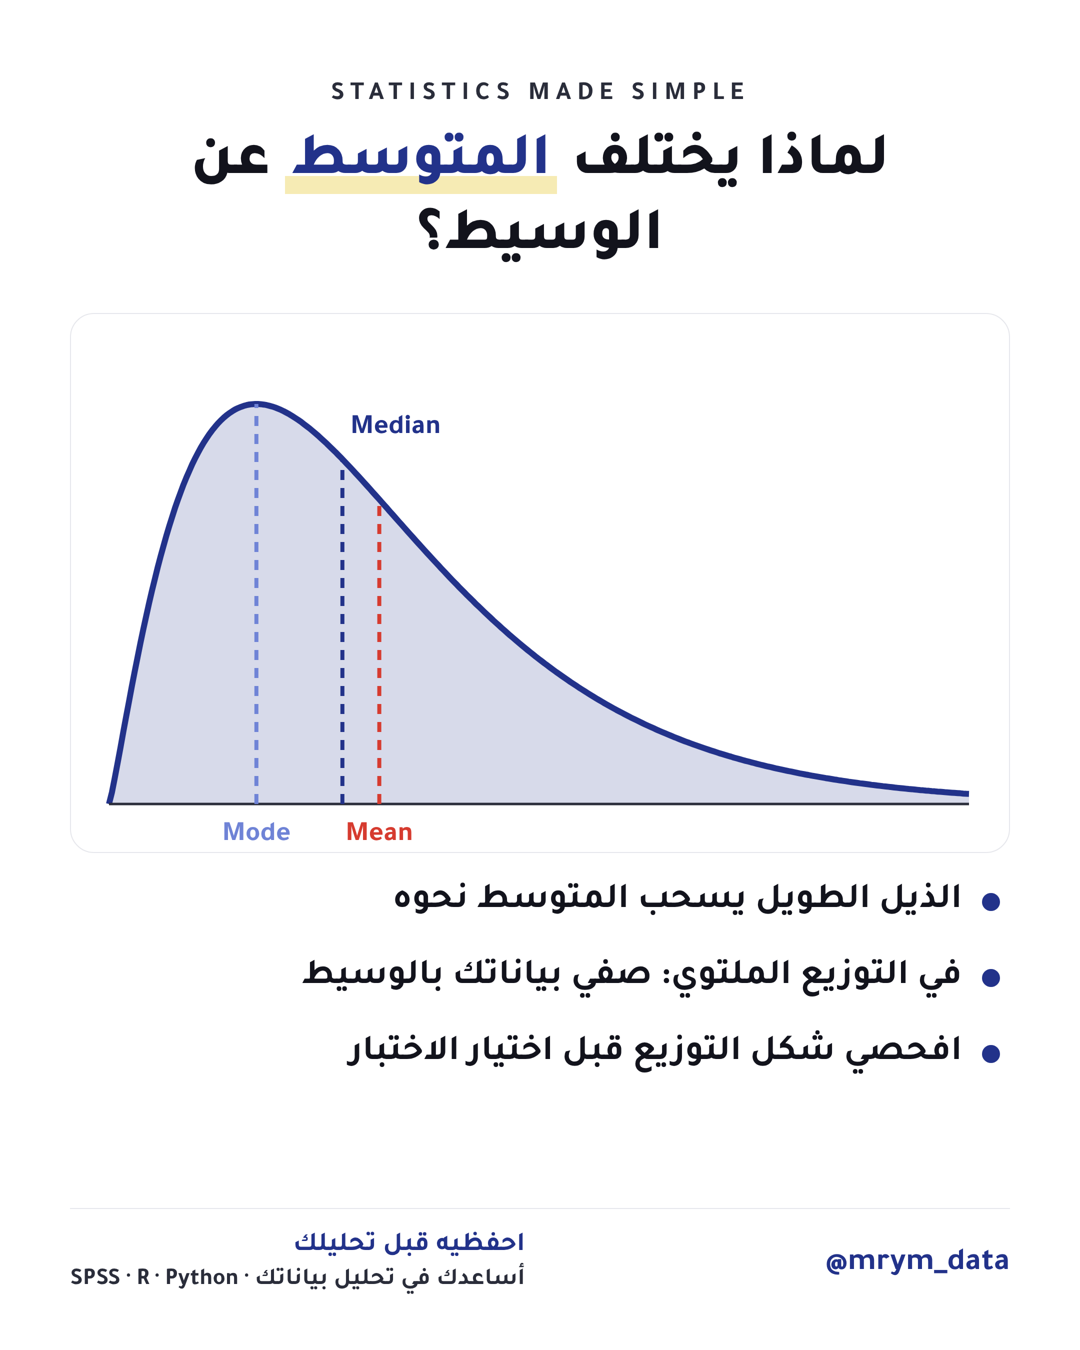 STATISTICS MADE SIMPLE
لماذا يختلف المتوسط عن
الوسيط؟
Median
Mode
Mean
الذيل الطويل يسحب المتوسط نحوه
في التوزيع الملتوي: صفي بياناتك بالوسيط
افحصي شكل التوزيع قبل اختيار الاختبار
@mrym_data
احفظيه قبل تحليلك
أساعدك في تحليل بياناتك · SPSS · R · Python